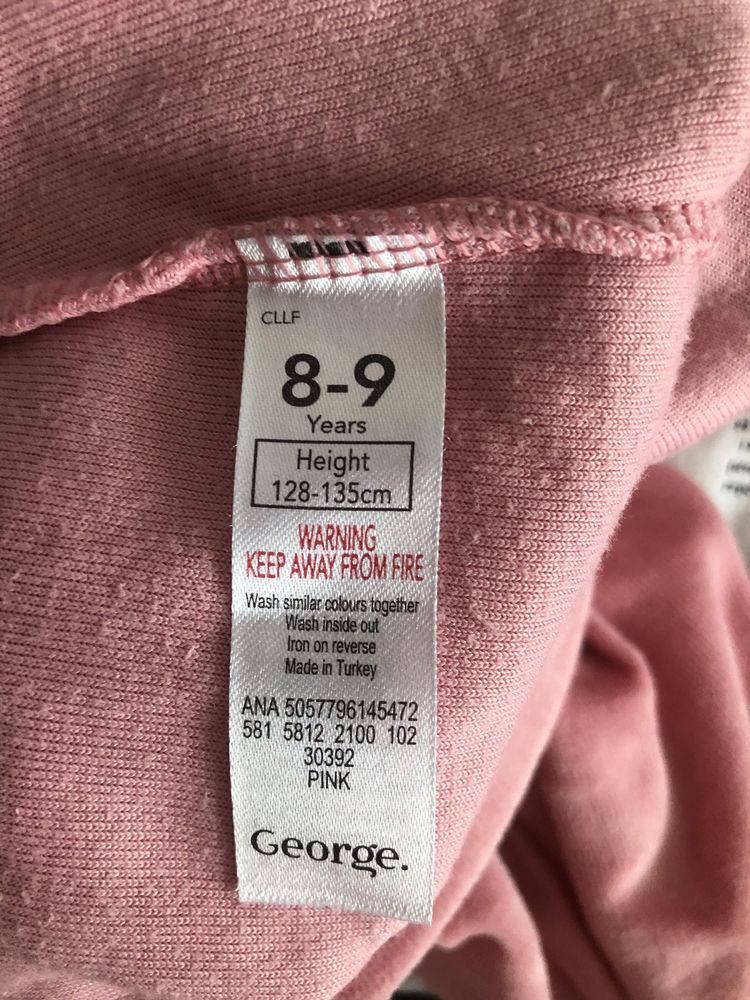 CLLF
8-9
Years
Height
128-135cm
WARNING
KEEP AWAY FROM FIRE
Wash similar colours together
Wash inside out
Iron on reverse
Made in Turkey
ANA 5057796145472
581 5812 2100 102
30392
PINK
George.